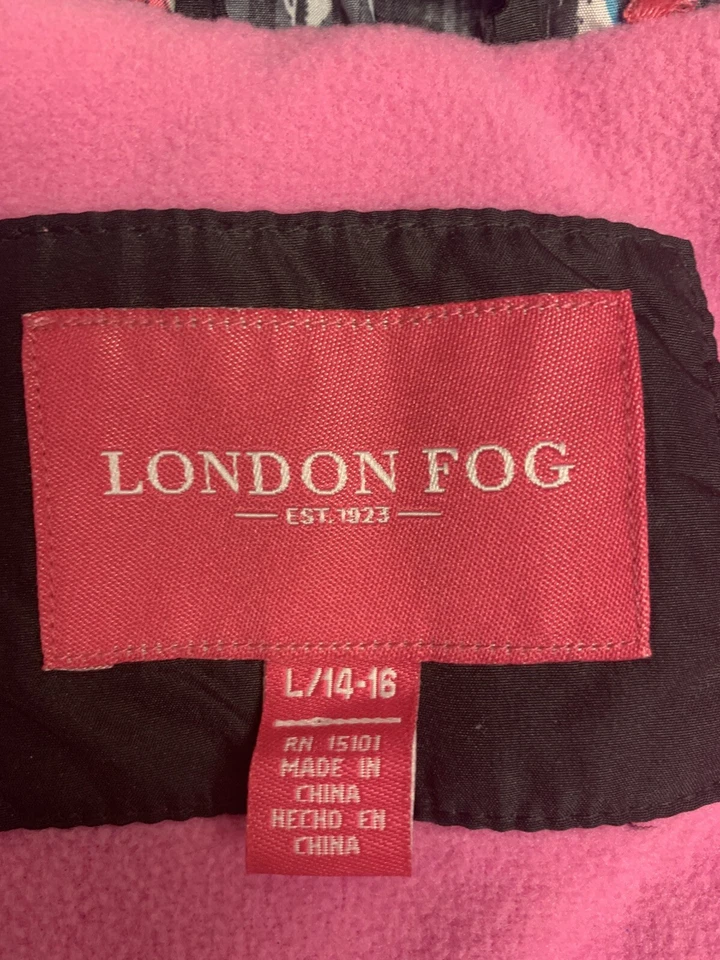 LONDON FOG
EST. 1923
L/14-16
RN 15101
MADE IN
CHINA
HECHO EN
CHINA